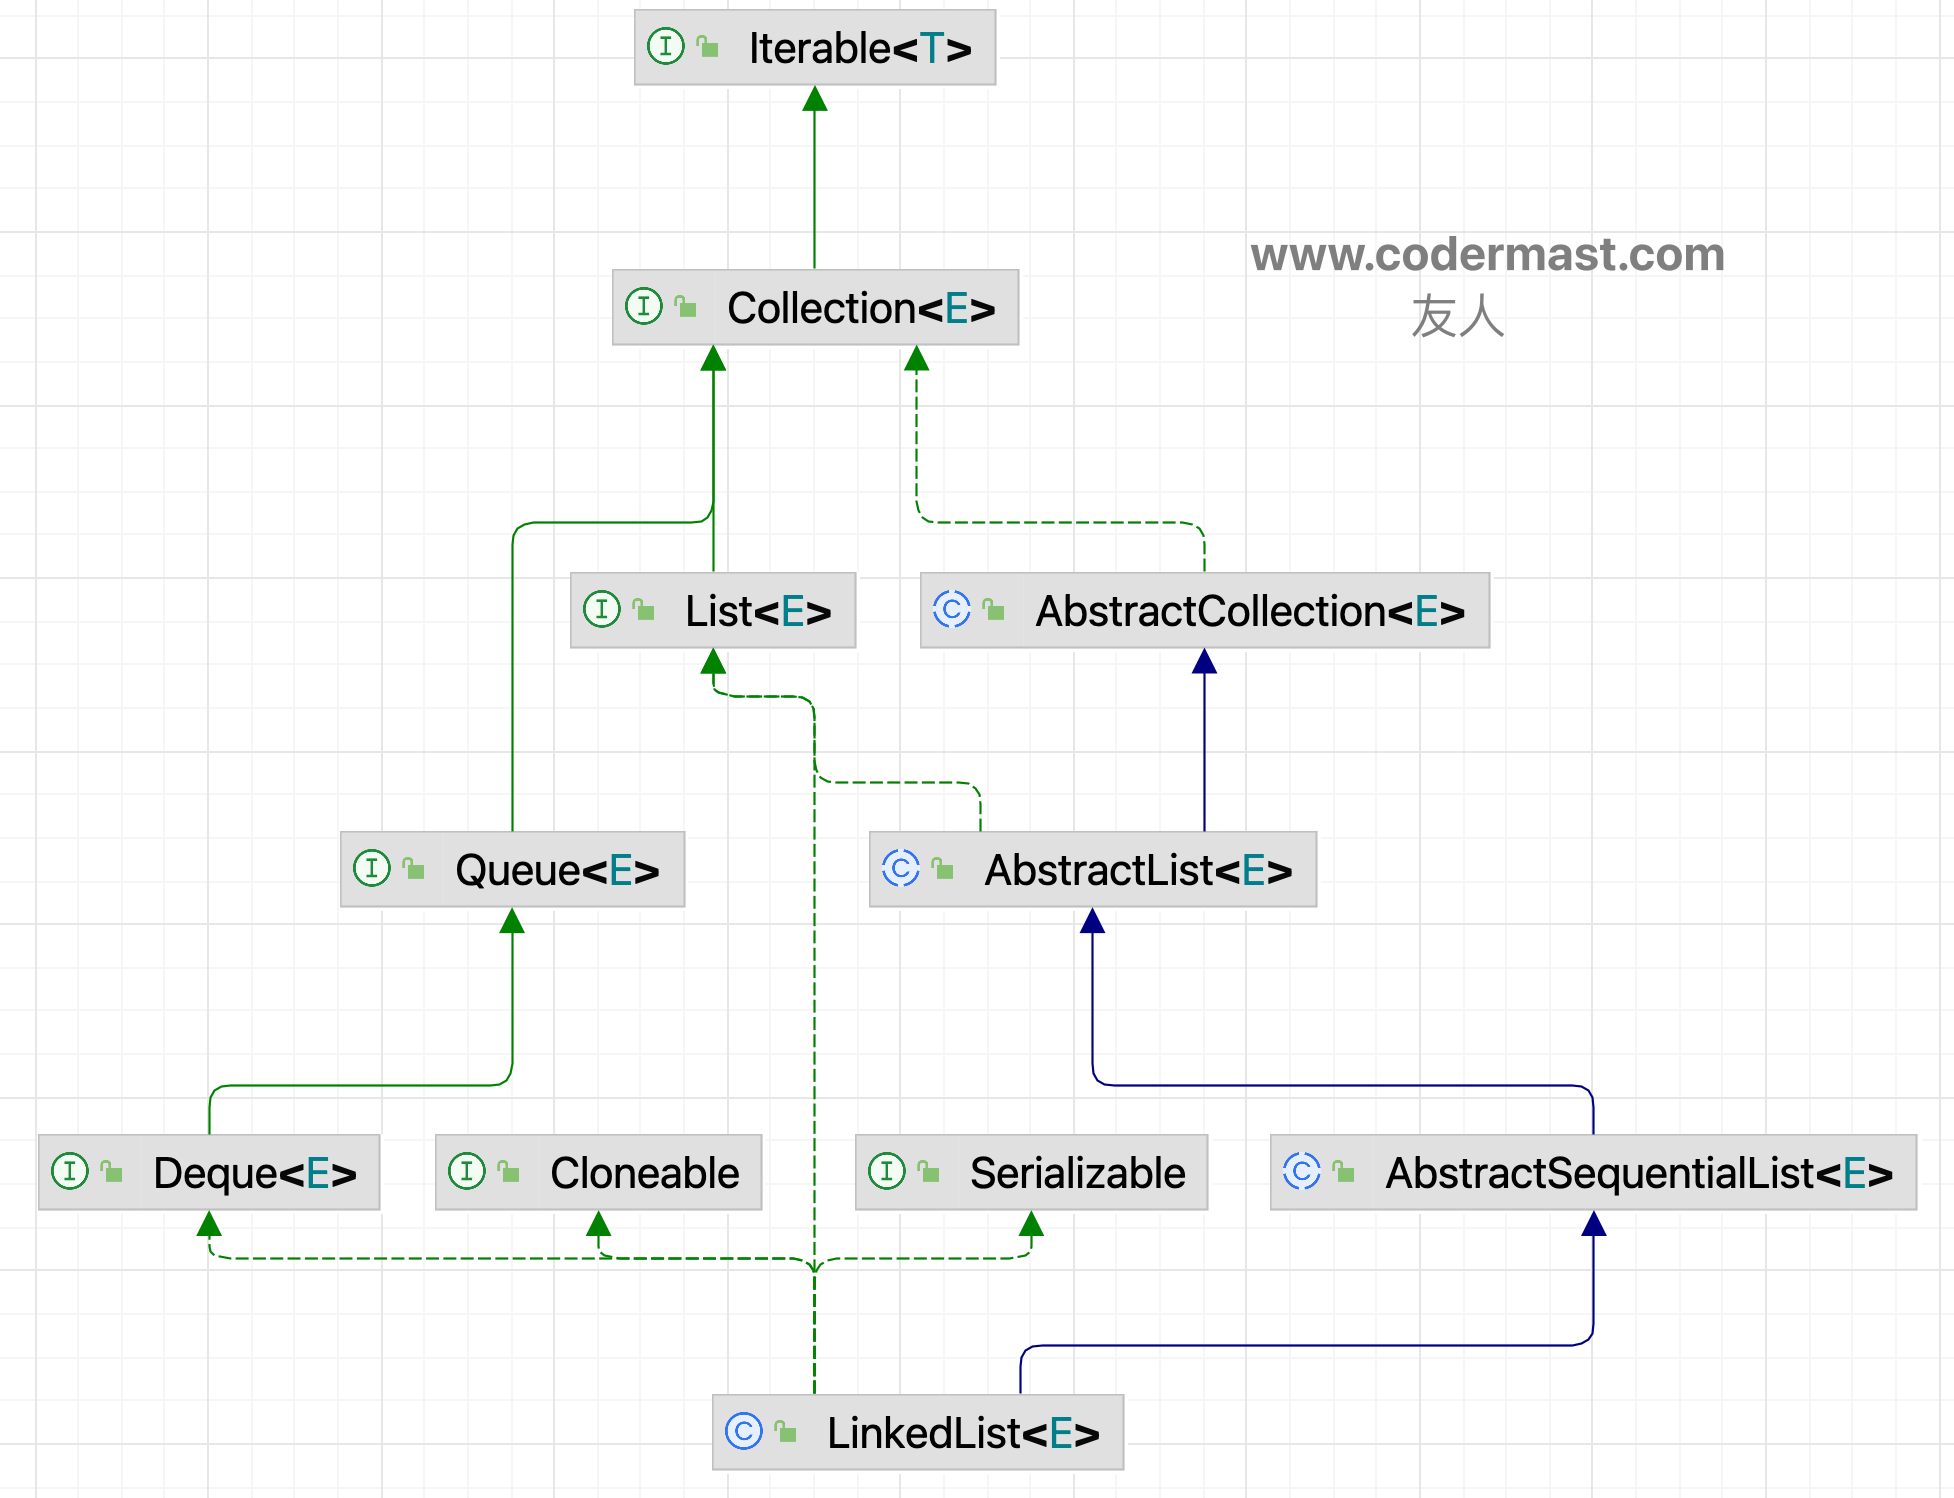 Iterable<T>
www.codermast.com
友人
Collection<E>
List<E>
AbstractCollection<E>
Queue<E>
AbstractList<E>
Deque<E>
Cloneable
Serializable
AbstractSequentialList<E>
LinkedList<E>